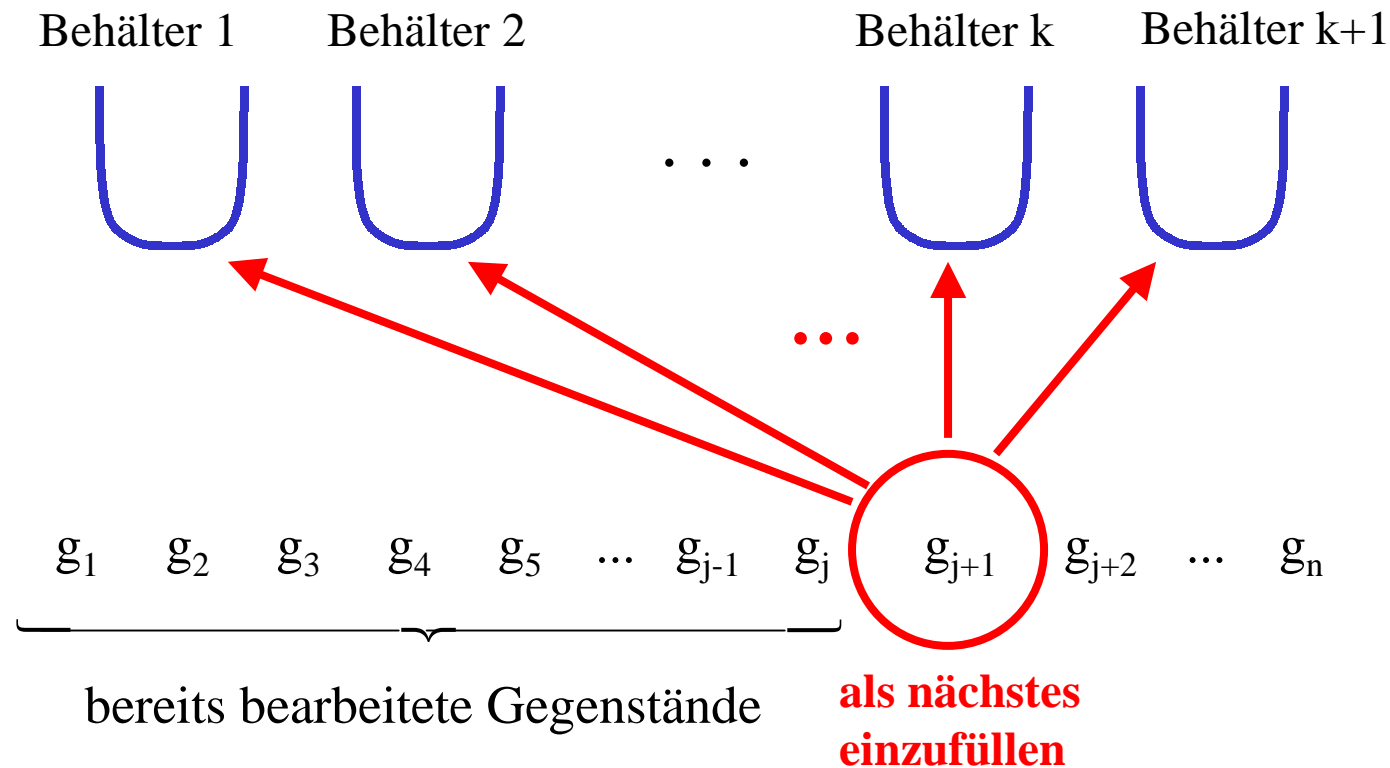 Behälter 1 Behälter 2 Behälter k Behälter k+1
. . .
...
g1 g2 g3 g4 g5 ... gj-1 gj gj+1 gj+2 ... gn
bereits bearbeitete Gegenstände
als nächstes
einzufüllen